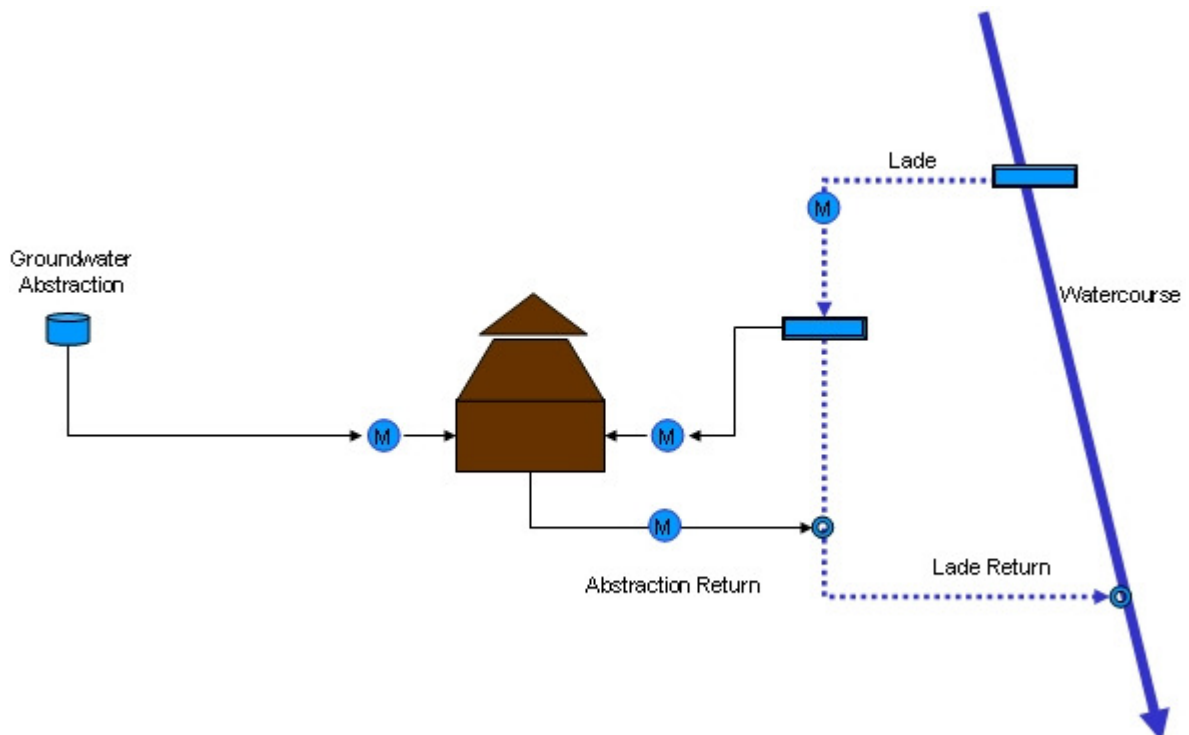 Lade
M
Groundwater
Abstraction
Watercourse
M
M
M
Lade Return
Abstraction Return